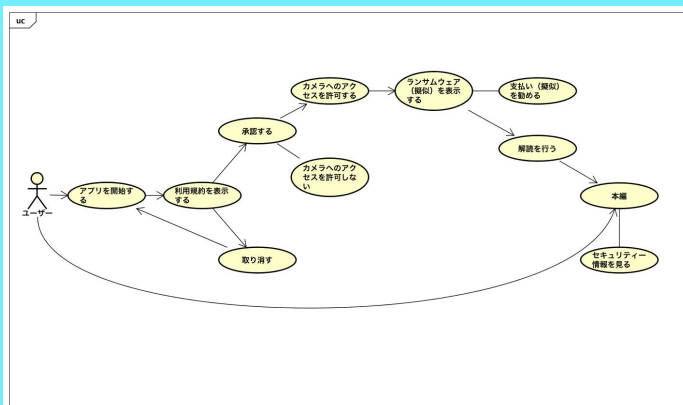 uc
カメラへのアク
セスを許可する
ランサムウェア
（擬似）を表示
する
支払い（擬似）
を勧める
承認する
解読を行う
カメラへのアク
セスを許可しな
い
アプリを開始す
る
利用規約を表示
する
本編
ユーザー
取り消す
セキュリティー
情報を見る